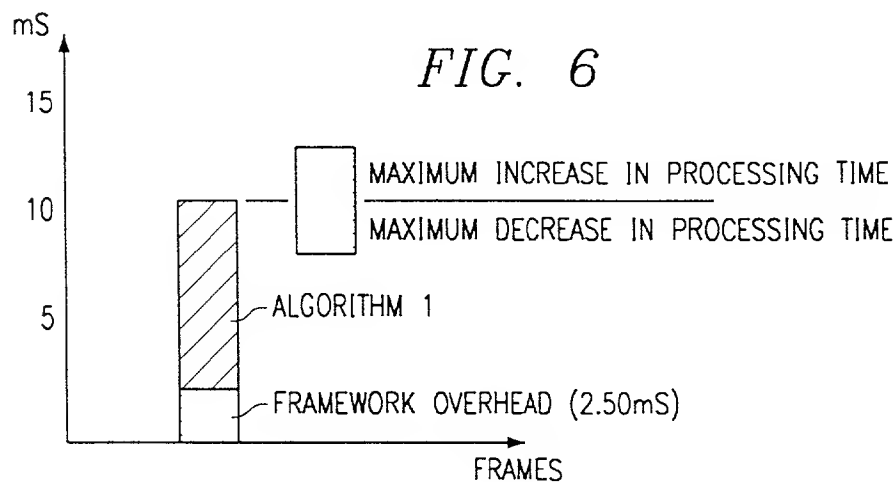 mS
FIG. 6
15
MAXIMUM INCREASE IN PROCESSING TIME
10
MAXIMUM DECREASE IN PROCESSING TIME
5
ALGORITHM 1
FRAMEWORK OVERHEAD (2.50mS)
FRAMES